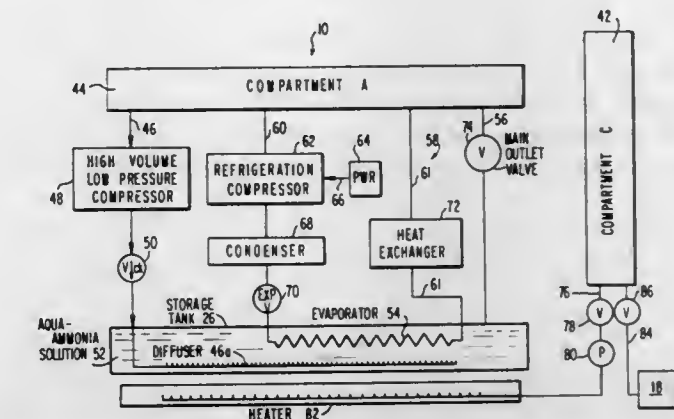 10
42
44
COMPARTMENT A
46
60
62
64
58
74
56
MAIN
OUTLET
VALVE
V
48
HIGH VOLUME
LOW PRESSURE
COMPRESSOR
REFRIGERATION
COMPRESSOR
PWR
66
61
68
72
COMPARTMENT C
CONDENSER
HEAT
EXCHANGER
50
V
70
EXP
V
61
76
86
STORAGE
TANK 26
EVAPORATOR 54
78
V
V
84
AQUA-
AMMONIA
SOLUTION 52
DIFFUSER 46a
80
P
18
HEATER 82